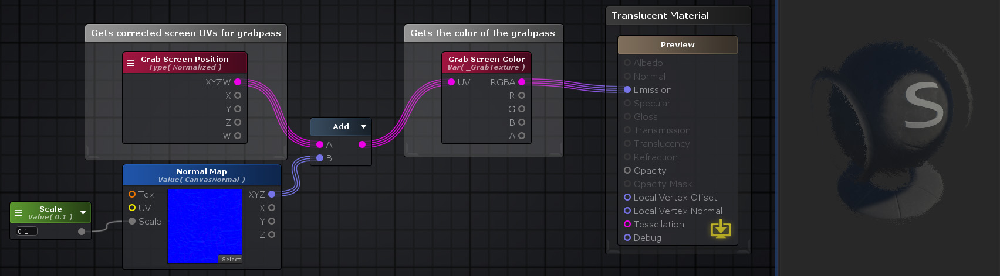 Gets corrected screen UVs for grabpass
Grab Screen Position
Type( Normalized )
XYZW
X
Y
Z
W
Scale
Value( 0.1 )
0.1
Normal Map
Value( CanvasNormal )
Tex
UV
Scale
Select
XYZ
X
Y
Z
Add
A
B
Gets the color of the grabpass
Grab Screen Color
Var( _GrabTexture )
UV
RGBA
R
G
B
A
Translucent Material
Preview
Albedo
Normal
Emission
Specular
Gloss
Transmission
Translucency
Refraction
Opacity
Opacity Mask
Local Vertex Offset
Local Vertex Normal
Tessellation
Debug
S